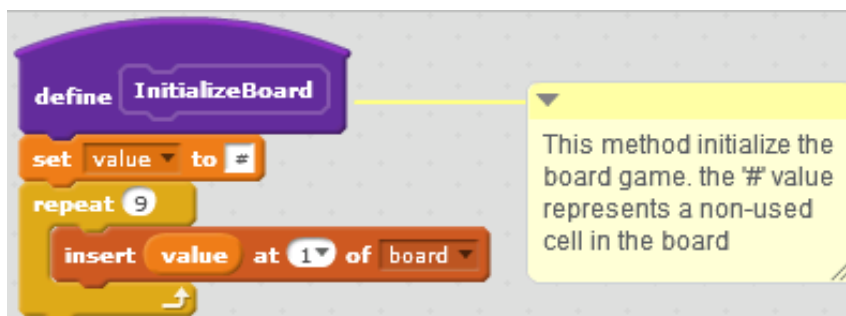 define InitializeBoard
set value to #
repeat 9
insert value at 1 of board
This method initialize the
board game. the '#' value
represents a non-used
cell in the board